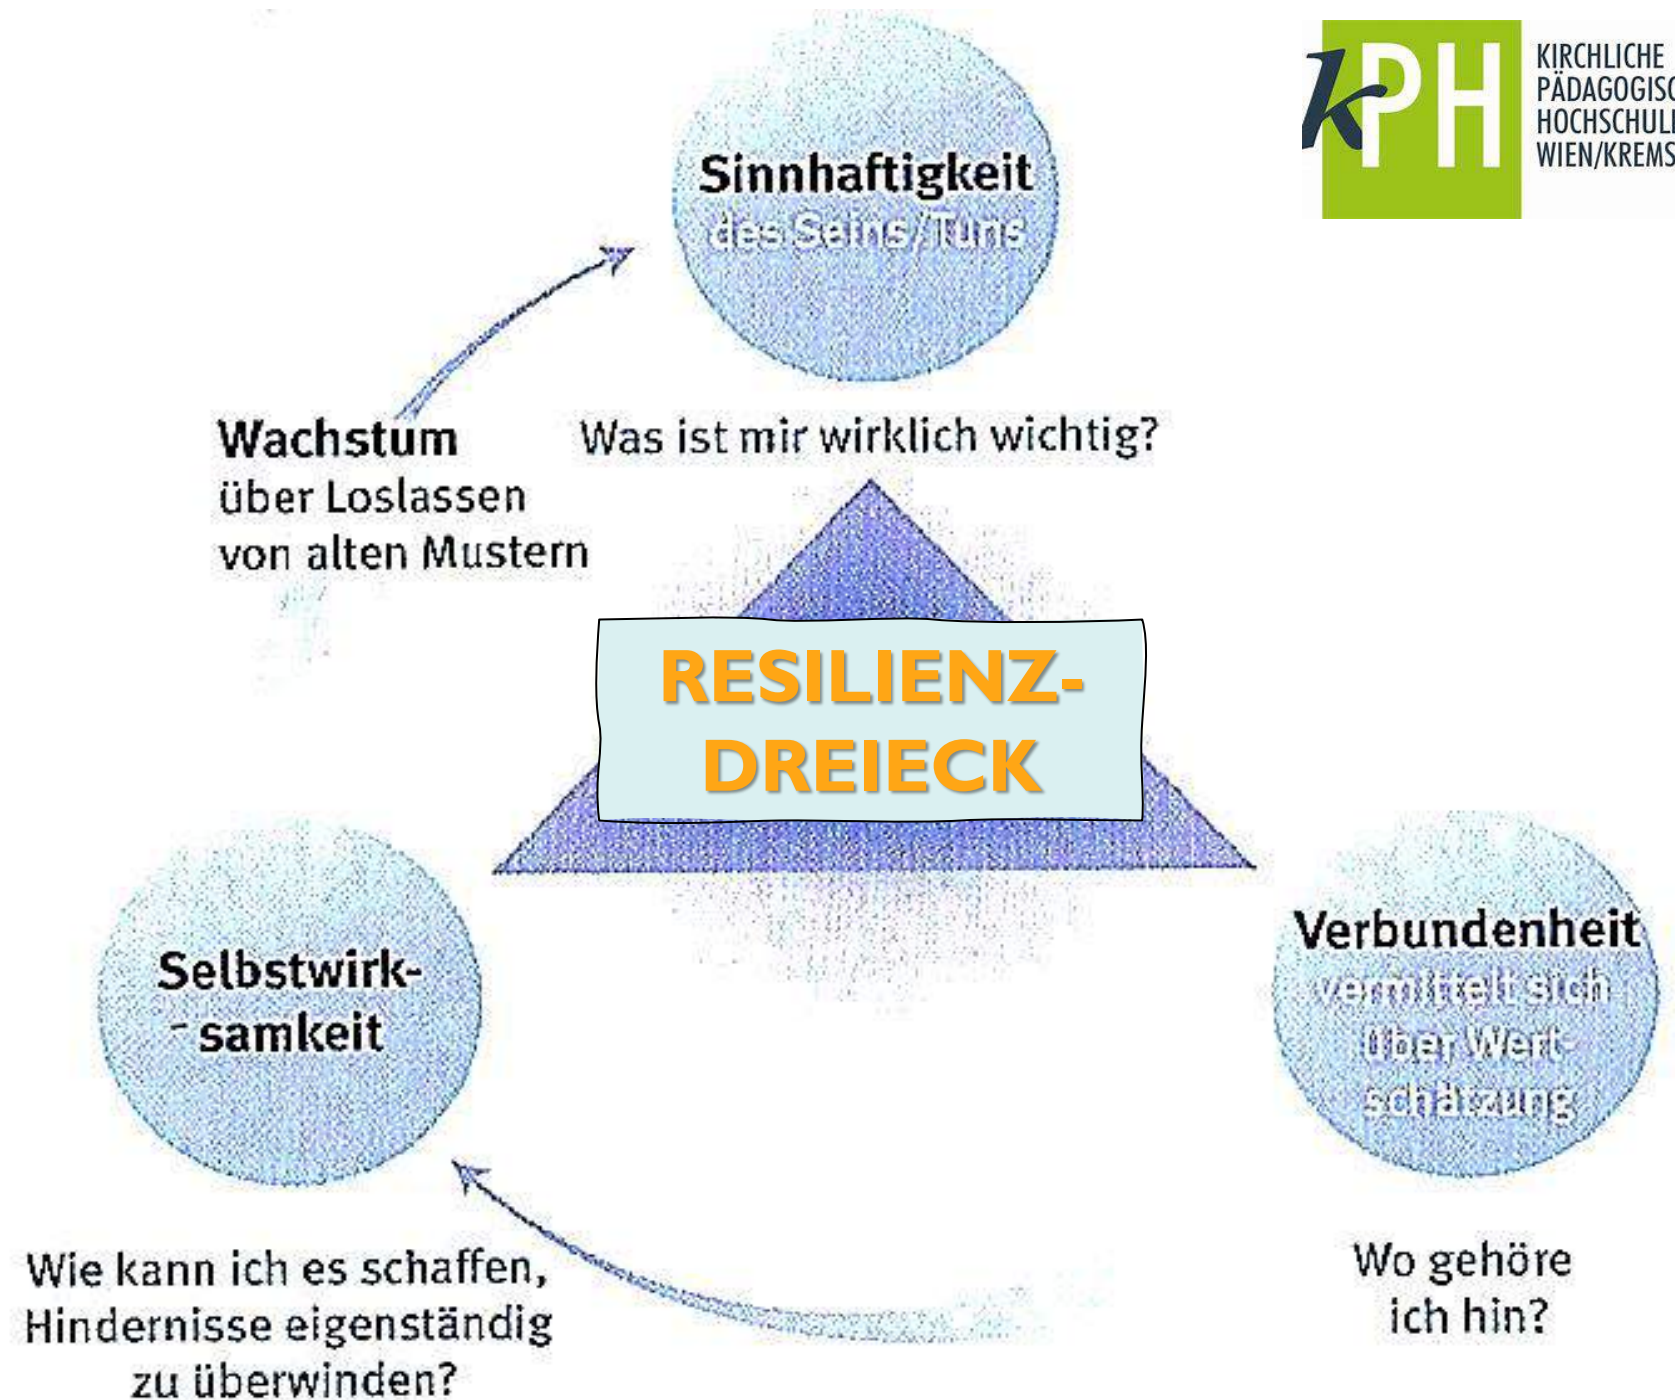 kPH
KIRCHLICHE
PÄDAGOGISC
HOCHSCHULE
WIEN/KREMS
Sinnhaftigkeit
des Seins/Tuns
Was ist mir wirklich wichtig?
Wachstum
über Loslassen
von alten Mustern
RESILIENZ-
DREIECK
Selbstwirk-
samkeit
Wie kann ich es schaffen,
Hindernisse eigenständig
zu überwinden?
Verbundenheit
vermittelt sich
über Wert-
schätzung
Wo gehöre
ich hin?